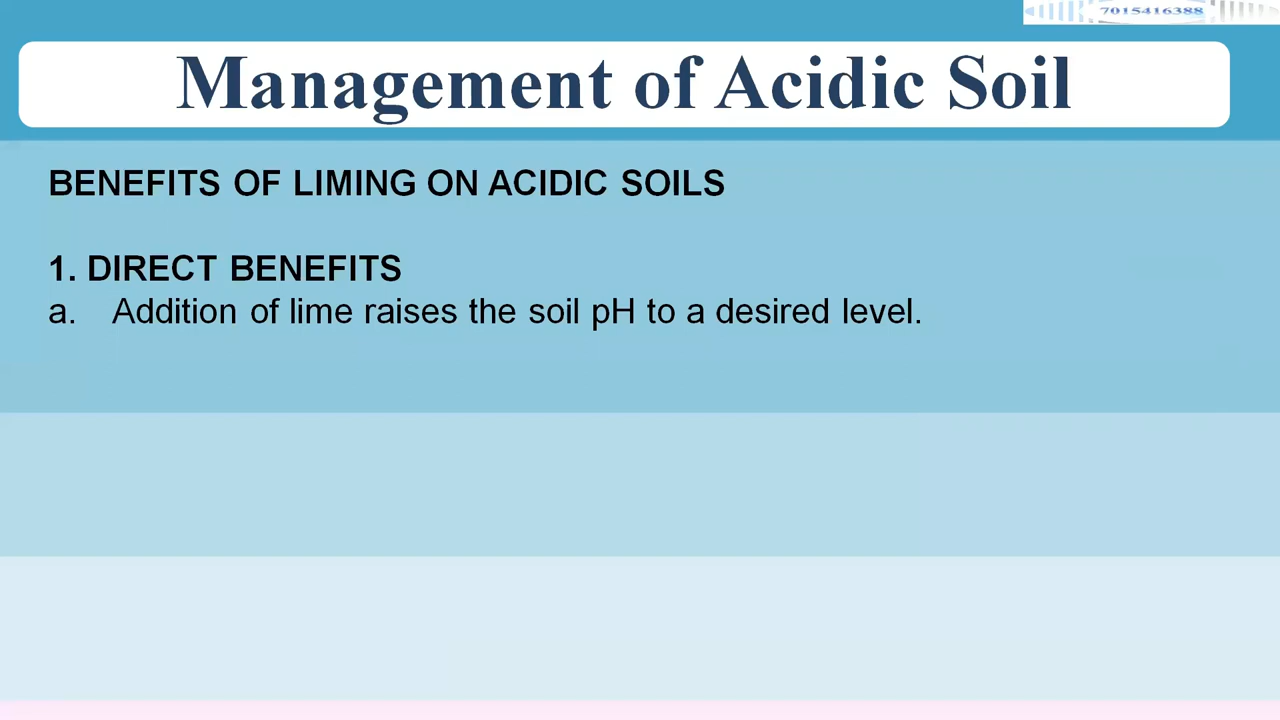 7015416388
Management of Acidic Soil
BENEFITS OF LIMING ON ACIDIC SOILS
1. DIRECT BENEFITS
a. Addition of lime raises the soil pH to a desired level.